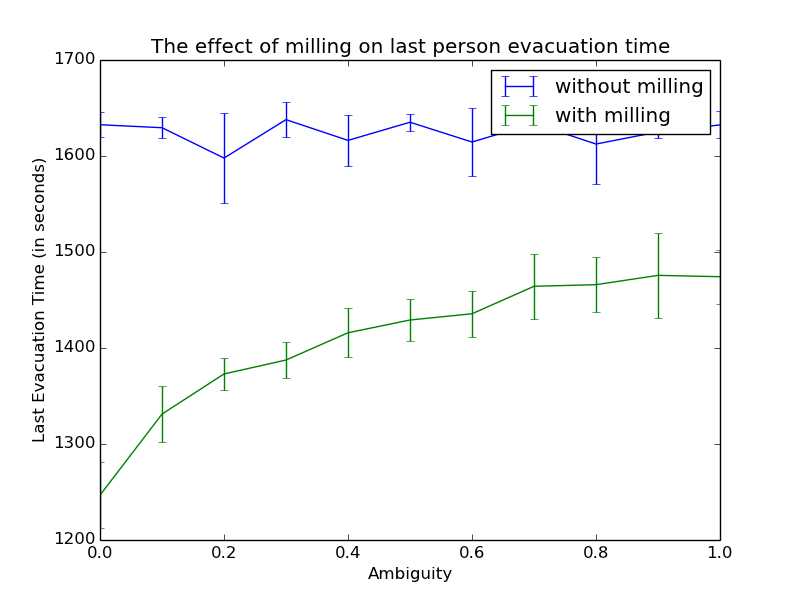 The effect of milling on last person evacuation time
without milling
with milling
Last Evacuation Time (in seconds)
1700
1600
1500
1400
1300
1200
0.0 0.2 0.4 0.6 0.8 1.0
Ambiguity